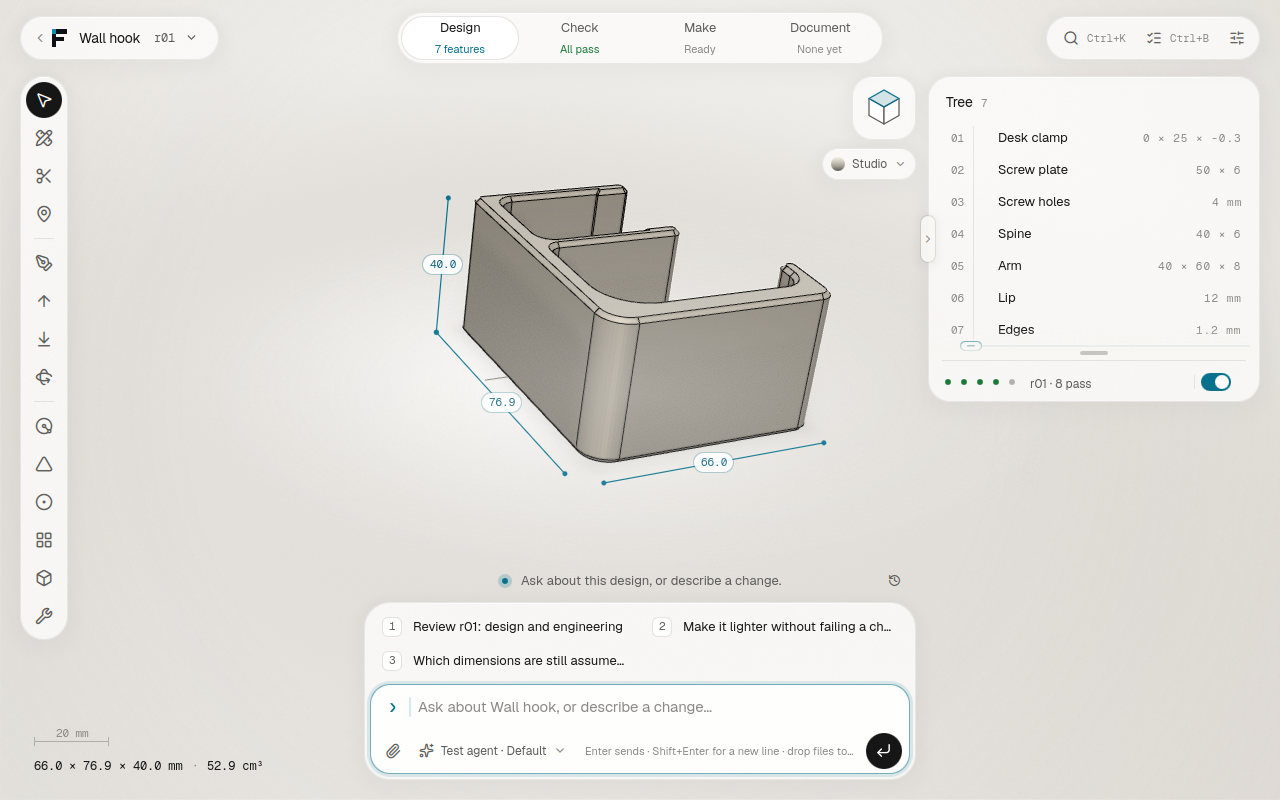 Wall hook r01
Design
7 features
Check
All pass
Make
Ready
Document
None yet
Ctrl+K
Ctrl+B
Studio
Tree 7
01 Desk clamp 0 × 25 × -0.3
02 Screw plate 50 × 6
03 Screw holes 4 mm
04 Spine 40 × 6
05 Arm 40 × 60 × 8
06 Lip 12 mm
07 Edges 1.2 mm
r01 · 8 pass
40.0
76.9
66.0
Ask about this design, or describe a change.
1 Review r01: design and engineering
2 Make it lighter without failing a ch…
3 Which dimensions are still assume…
Ask about Wall hook, or describe a change…
Test agent · Default
Enter sends · Shift+Enter for a new line · drop files to…
20 mm
66.0 × 76.9 × 40.0 mm · 52.9 cm³